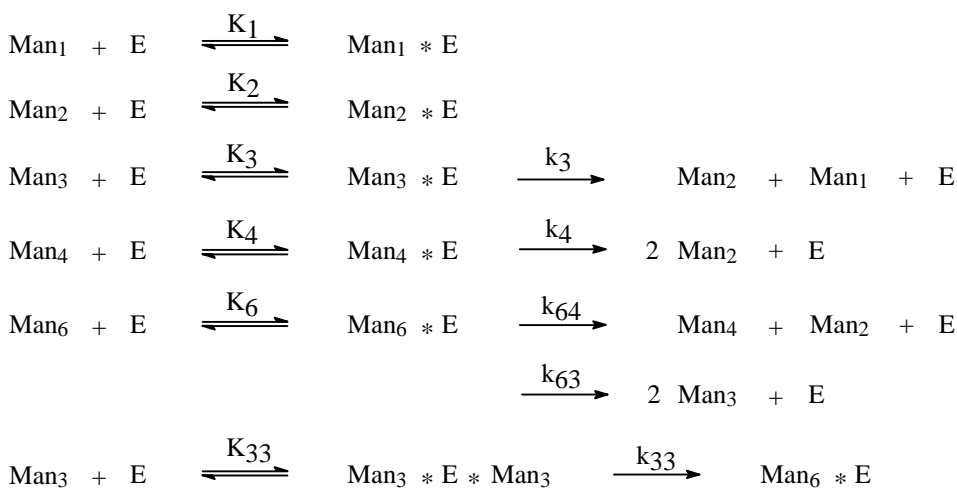 Man1 + E K1 Man1 * E
Man2 + E K2 Man2 * E
Man3 + E K3 Man3 * E k3 Man2 + Man1 + E
Man4 + E K4 Man4 * E k4 2 Man2 + E
Man6 + E K6 Man6 * E k64 Man4 + Man2 + E
k63 2 Man3 + E
Man3 + E K33 Man3 * E * Man3 k33 Man6 * E